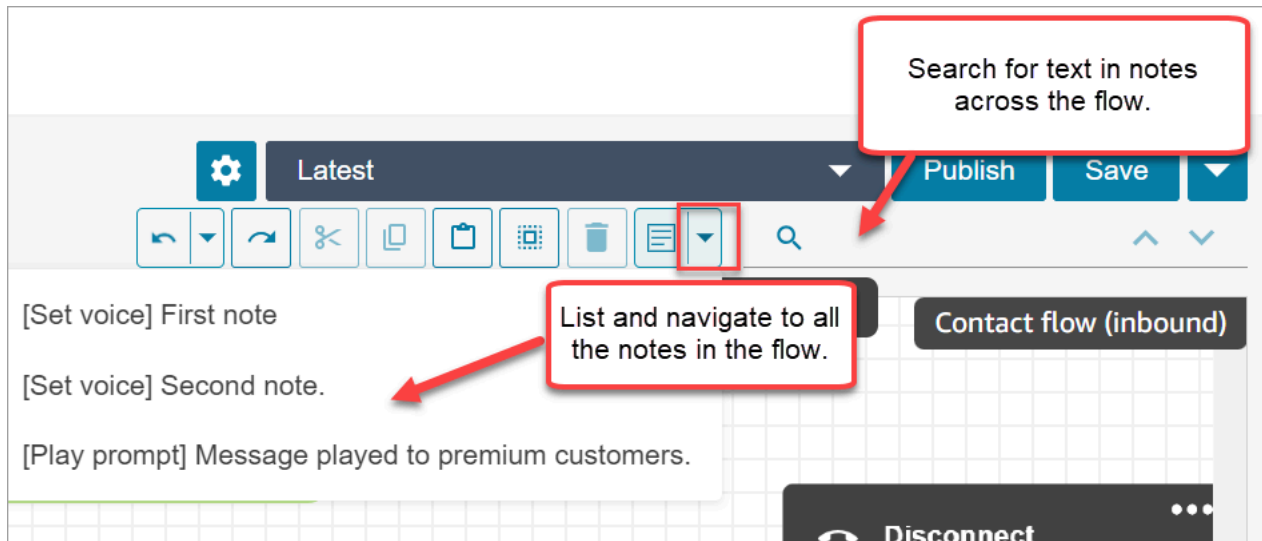 Search for text in notes
across the flow.
Latest
Publish
Save
[Set voice] First note
List and navigate to all
the notes in the flow.
Contact flow (inbound)
[Set voice] Second note.
[Play prompt] Message played to premium customers.
Disconnect